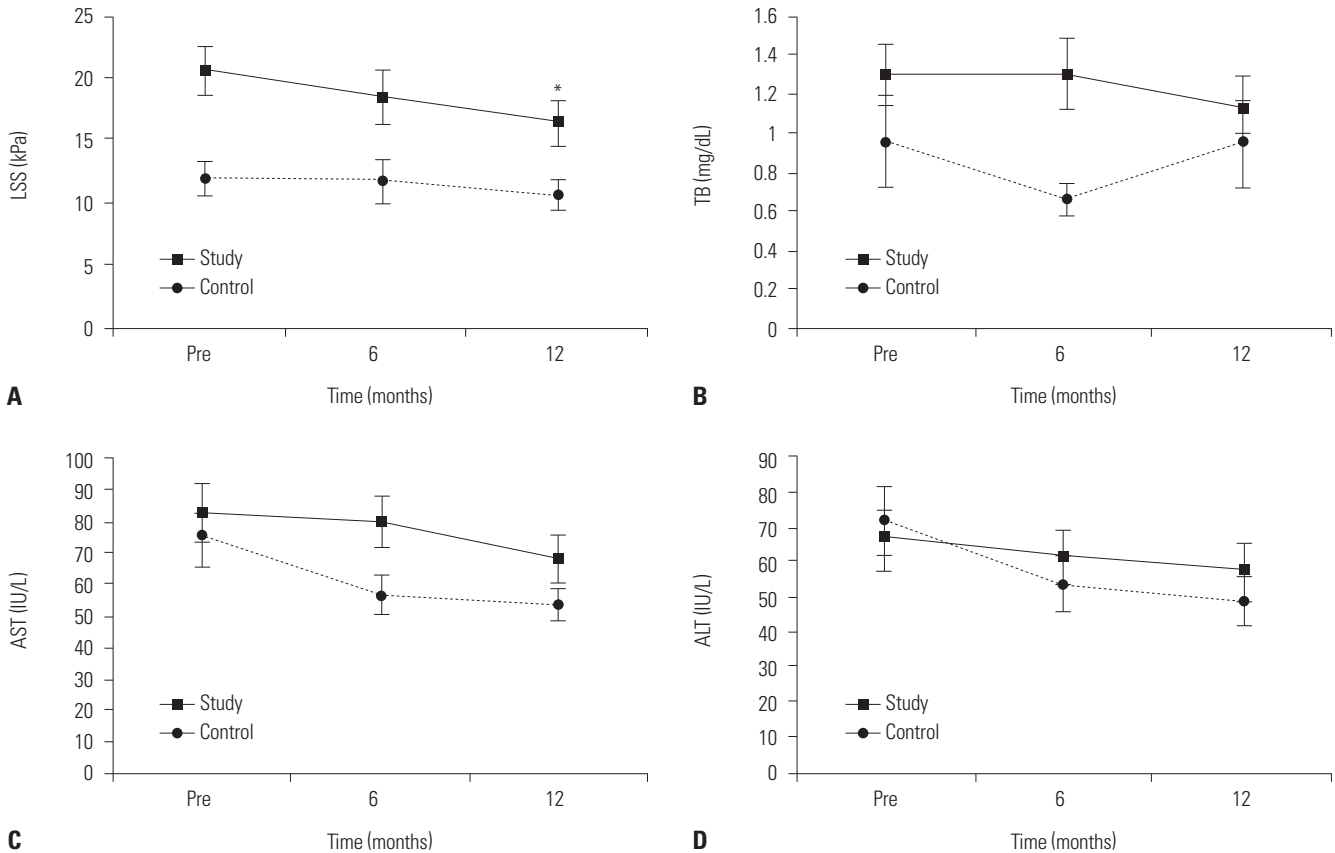 25
20
15
10
5
0
LSS (kPa)
*
Study
Control
Pre
6
12
Time (months)
A
1.6
1.4
1.2
1
0.8
0.6
0.4
0.2
0
TB (mg/dL)
Study
Control
Pre
6
12
Time (months)
B
100
90
80
70
60
50
40
30
20
10
0
AST (IU/L)
Study
Control
Pre
6
12
Time (months)
C
90
80
70
60
50
40
30
20
10
0
ALT (IU/L)
Study
Control
Pre
6
12
Time (months)
D